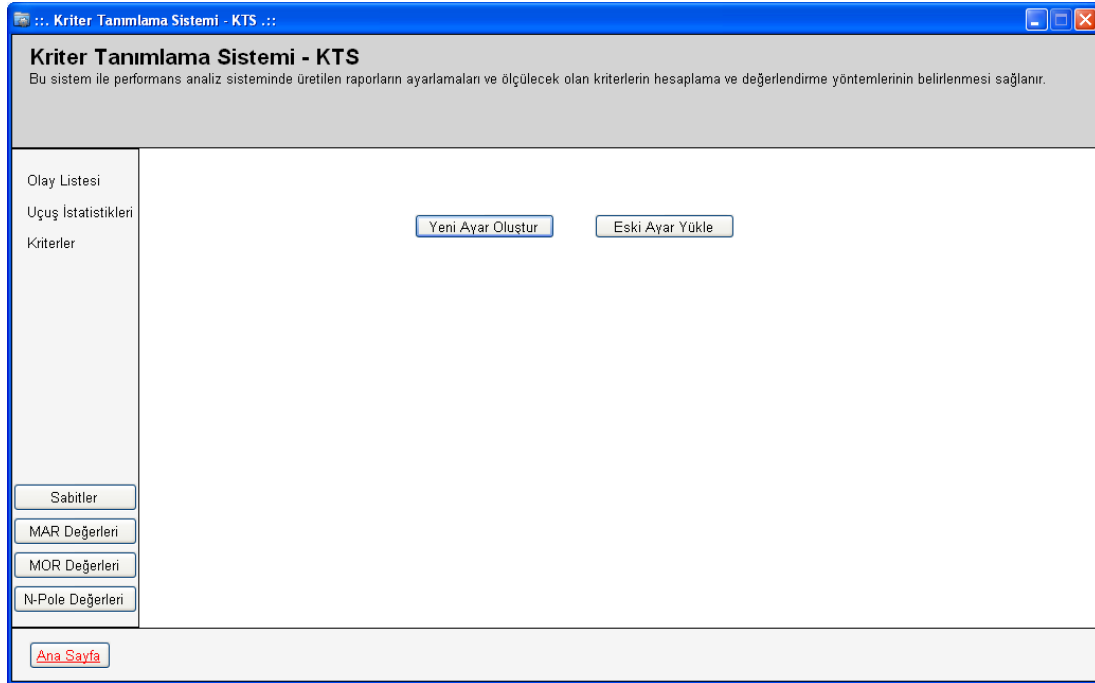 ::. Kriter Tanımlama Sistemi - KTS .::
Kriter Tanımlama Sistemi - KTS
Bu sistem ile performans analiz sisteminde üretilen raporların ayarlamaları ve ölçülecek olan kriterlerin hesaplama ve değerlendirme yöntemlerinin belirlenmesi sağlanır.
Olay Listesi
Uçuş İstatistikleri
Kriterler
Yeni Ayar Oluştur
Eski Ayar Yükle
Sabitler
MAR Değerleri
MOR Değerleri
N-Pole Değerleri
Ana Sayfa